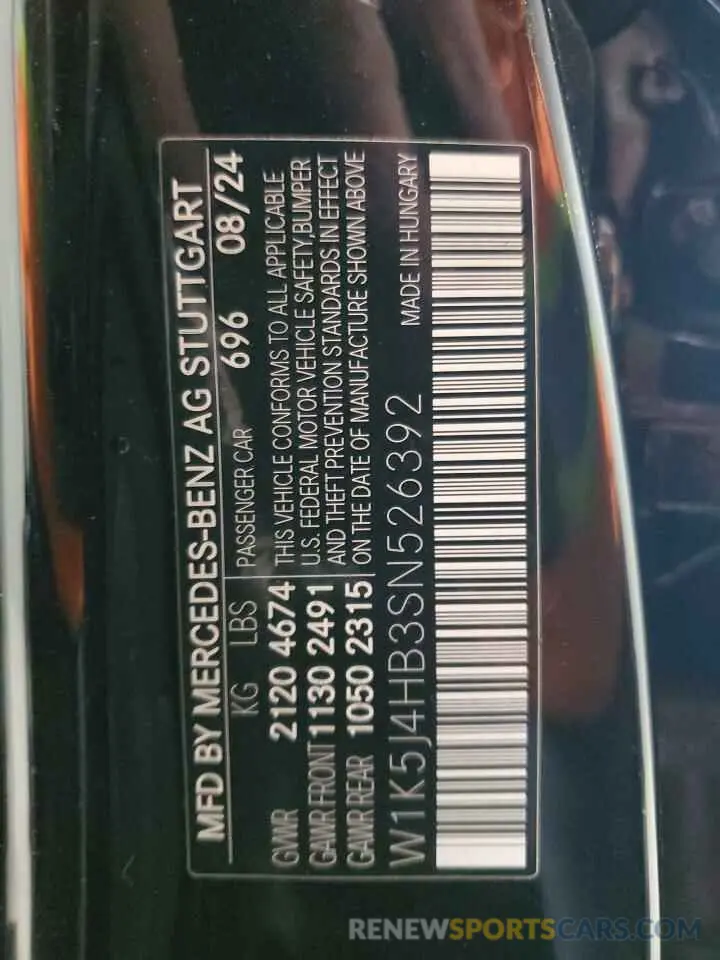 MFD BY MERCEDES-BENZ AG STUTTGART
KG LBS PASSENGER CAR 696 08/24
GVWR 2120 4674 THIS VEHICLE CONFORMS TO ALL APPLICABLE
GAWR FRONT 1130 2491 U.S. FEDERAL MOTOR VEHICLE SAFETY,BUMPER
AND THEFT PREVENTION STANDARDS IN EFFECT
GAWR REAR 1050 2315 ON THE DATE OF MANUFACTURE SHOWN ABOVE
W1K5J4HB3SN526392 MADE IN HUNGARY
RENEWSPORTSCARS.COM